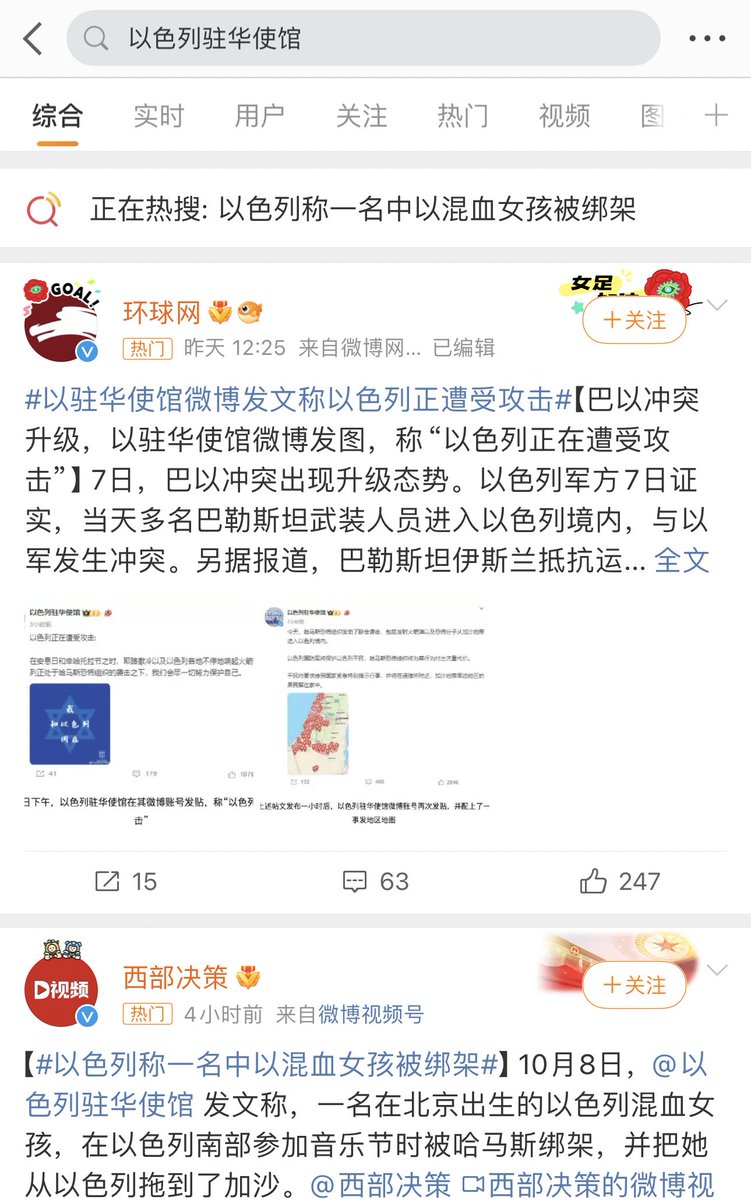 以色列驻华使馆
综合 实时 用户 关注 热门 视频 图
正在热搜: 以色列称一名中以混血女孩被绑架
GOAL!
女足
环球网
+关注
热门 昨天 12:25 来自微博网... 已编辑
#以驻华使馆微博发文称以色列正遭受攻击#【巴以冲突
升级，以驻华使馆微博发图，称“以色列正在遭受攻
击”】7日，巴以冲突出现升级态势。以色列军方7日证
实，当天多名巴勒斯坦武装人员进入以色列境内，与以
军发生冲突。另据报道，巴勒斯坦伊斯兰抵抗运... 全文
以色列驻华使馆
以色列正在遭受攻击:
我
和以色列
同在
41 179 1078
日下午，以色列驻华使馆在其微博账号发贴，称“以色列
击”
以色列驻华使馆
132 400 2048
上述帖文发布一小时后，以色列驻华使馆微博账号再次发贴，并配上了一
事发地区地图
15 63 247
D视频
西部决策
+关注
热门 4小时前 来自微博视频号
【#以色列称一名中以混血女孩被绑架#】10月8日，@以
色列驻华使馆 发文称，一名在北京出生的以色列混血女
孩，在以色列南部参加音乐节时被哈马斯绑架，并把她
从以色列拖到了加沙。@西部决策 西部决策的微博视